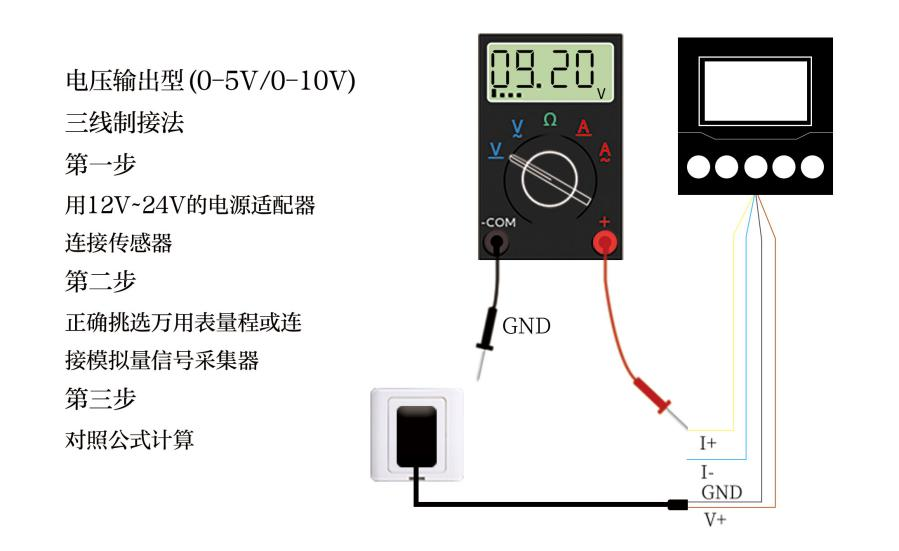 电压输出型(0-5V/0-10V)
三线制接法
第一步
用12V~24V的电源适配器
连接传感器
第二步
正确挑选万用表量程或连
接模拟量信号采集器
第三步
对照公式计算
09.20
V
V Ṽ Ω A Ã
-COM
+
GND
I+
I-
GND
V+